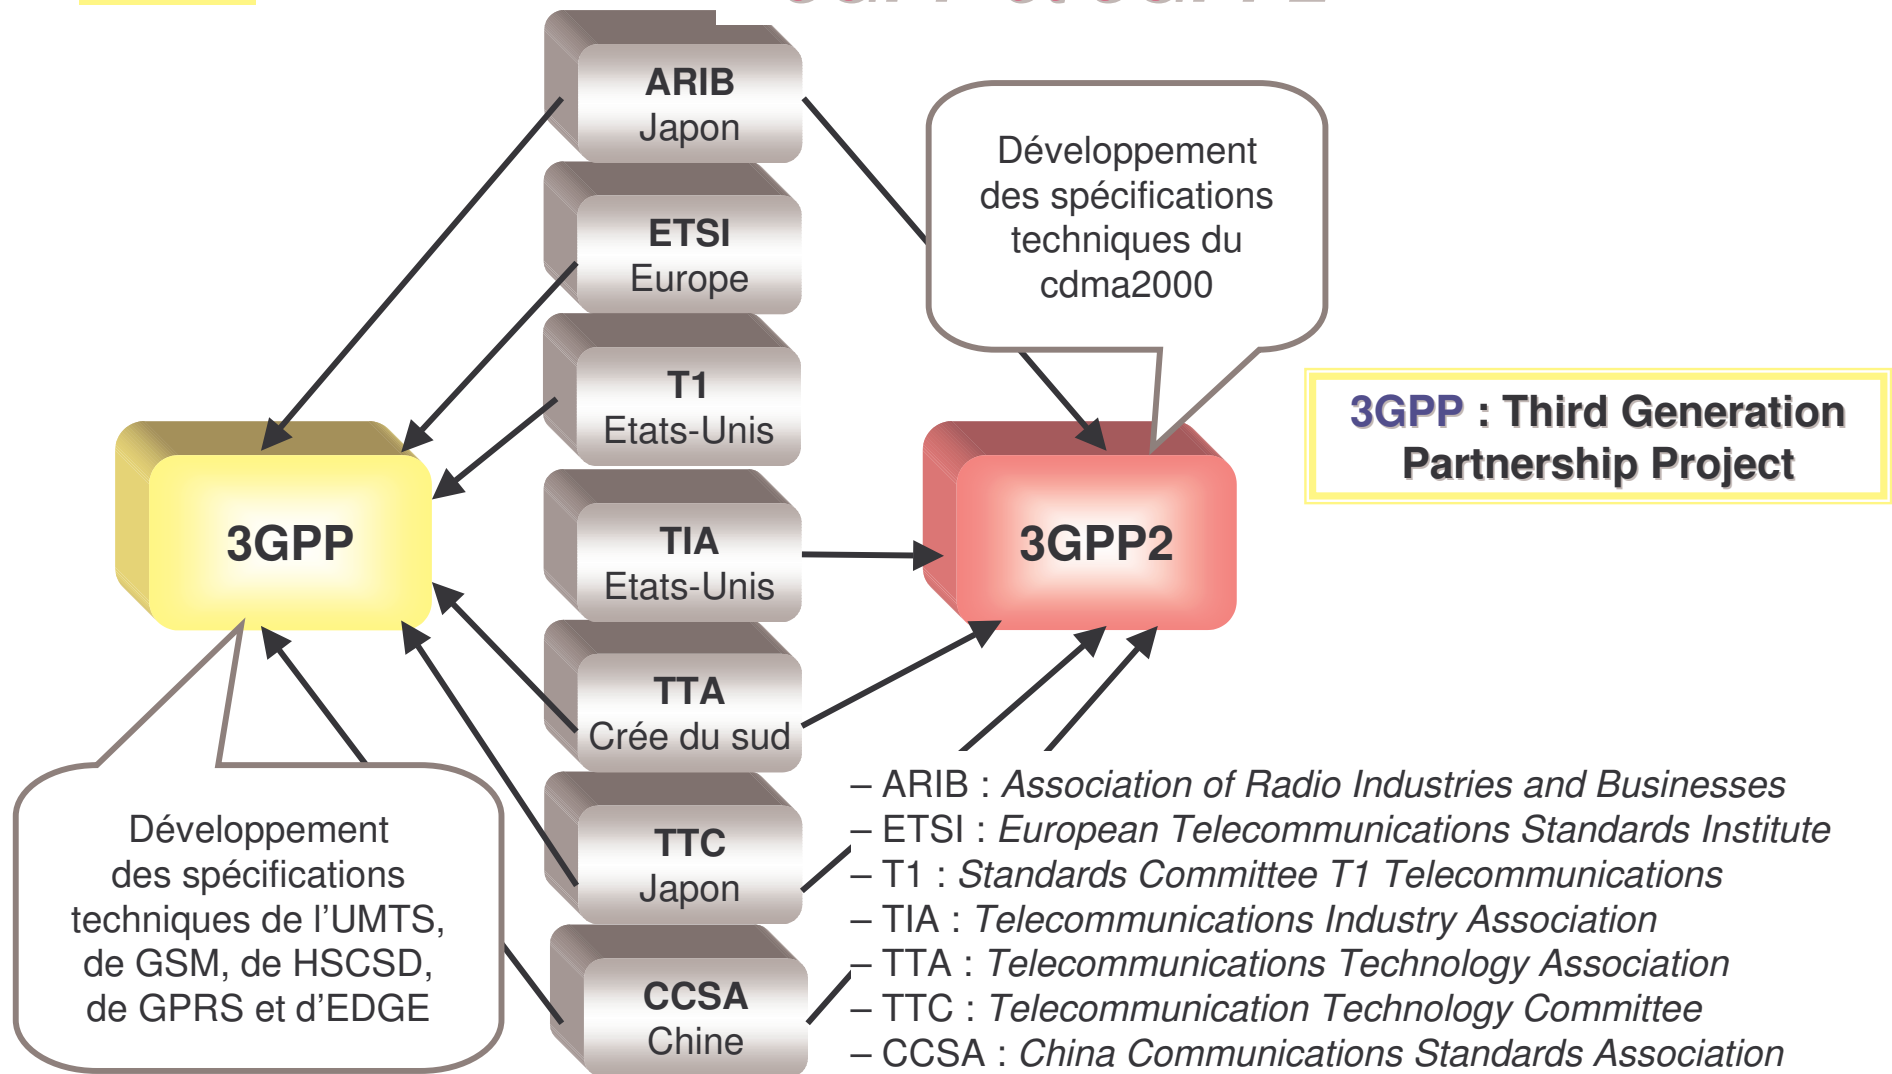 ARIB
Japon
ETSI
Europe
T1
Etats-Unis
TIA
Etats-Unis
TTA
Crée du sud
TTC
Japon
CCSA
Chine
3GPP
3GPP2
Développement
des spécifications
techniques du
cdma2000
3GPP : Third Generation
Partnership Project
Développement
des spécifications
techniques de l’UMTS,
de GSM, de HSCSD,
de GPRS et d’EDGE
– ARIB : Association of Radio Industries and Businesses
– ETSI : European Telecommunications Standards Institute
– T1 : Standards Committee T1 Telecommunications
– TIA : Telecommunications Industry Association
– TTA : Telecommunications Technology Association
– TTC : Telecommunication Technology Committee
– CCSA : China Communications Standards Association